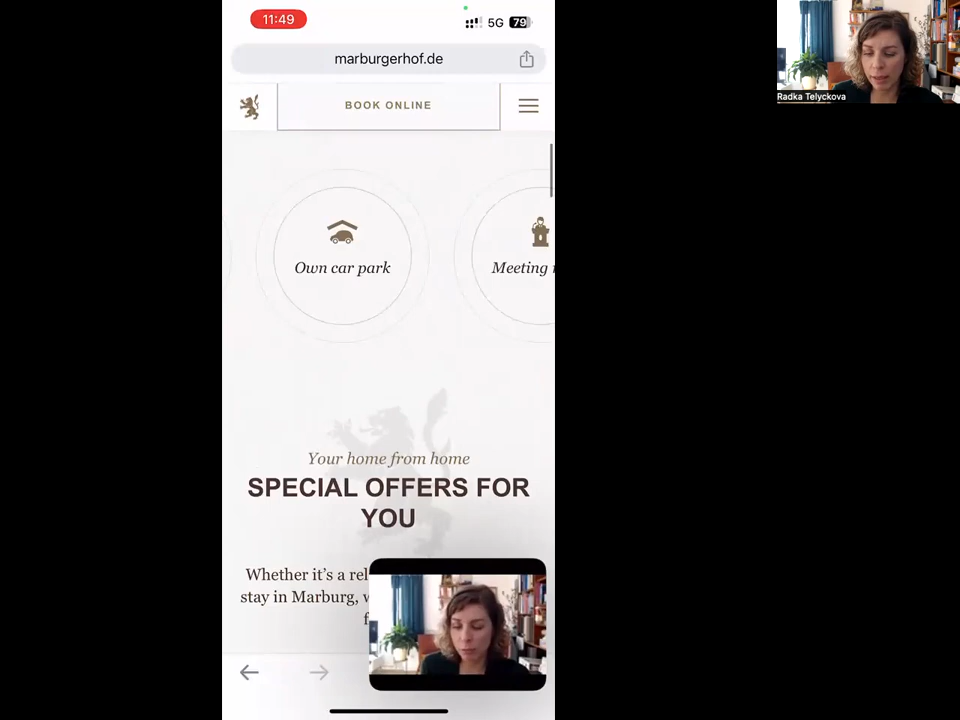 11:49
5G
79
marburgerhof.de
BOOK ONLINE
Own car park
Meeting
Your home from home
SPECIAL OFFERS FOR
YOU
Whether it's a
stay in Marburg,
Radka Telyckova